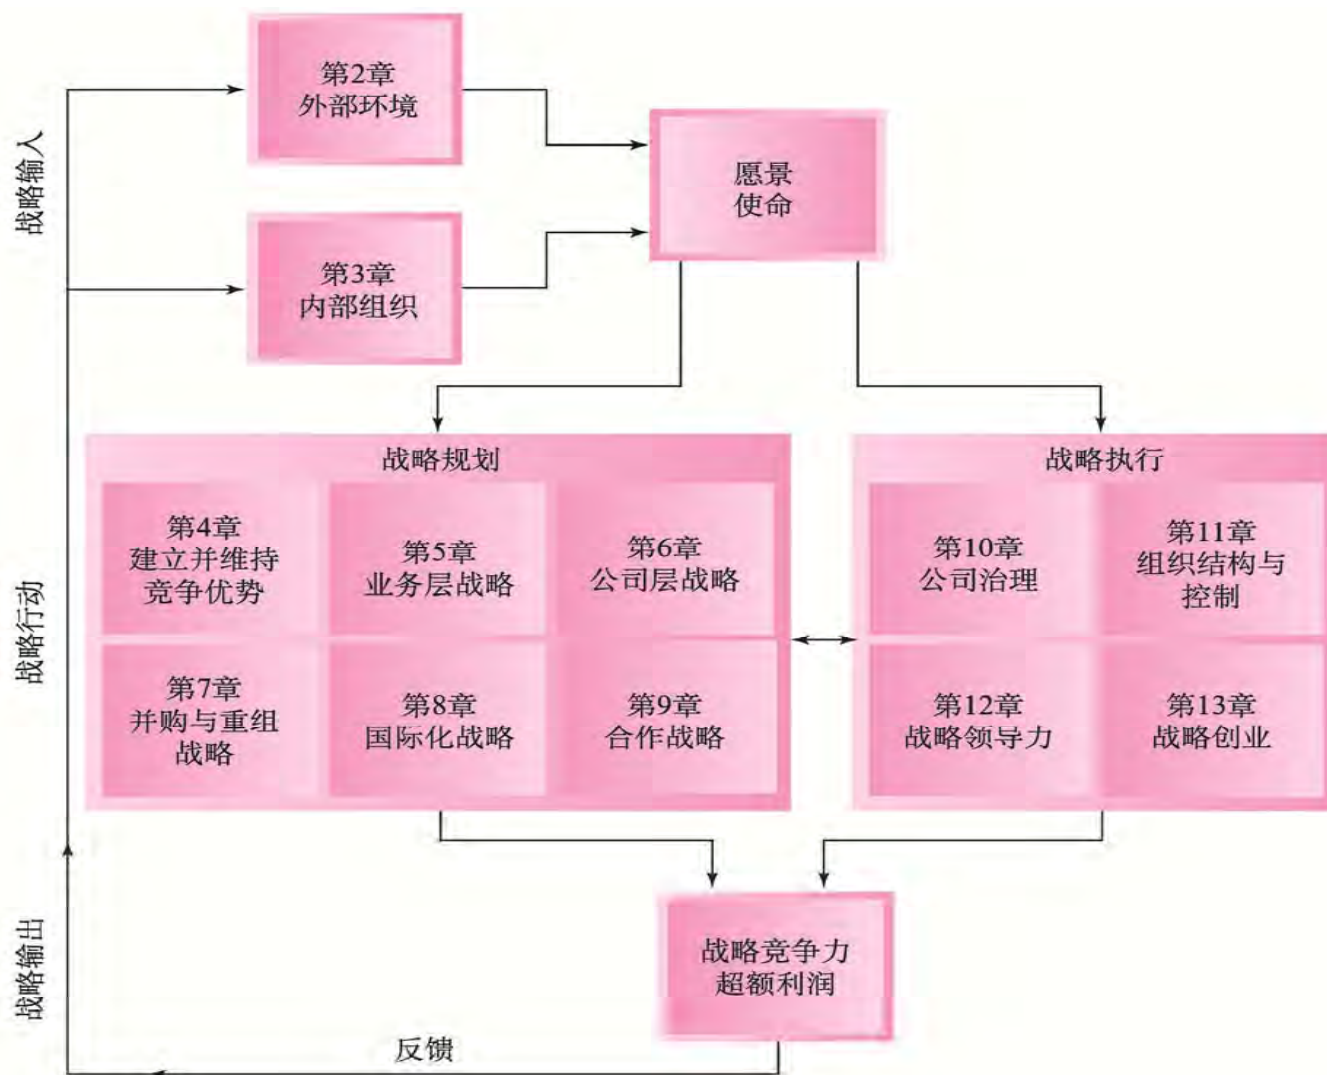 战略输入
第2章
外部环境
第3章
内部组织
愿景
使命
战略行动
战略规划
第4章
建立并维持
竞争优势
第5章
业务层战略
第6章
公司层战略
第7章
并购与重组
战略
第8章
国际化战略
第9章
合作战略
战略执行
第10章
公司治理
第11章
组织结构与
控制
第12章
战略领导力
第13章
战略创业
战略输出
战略竞争力
超额利润
反馈